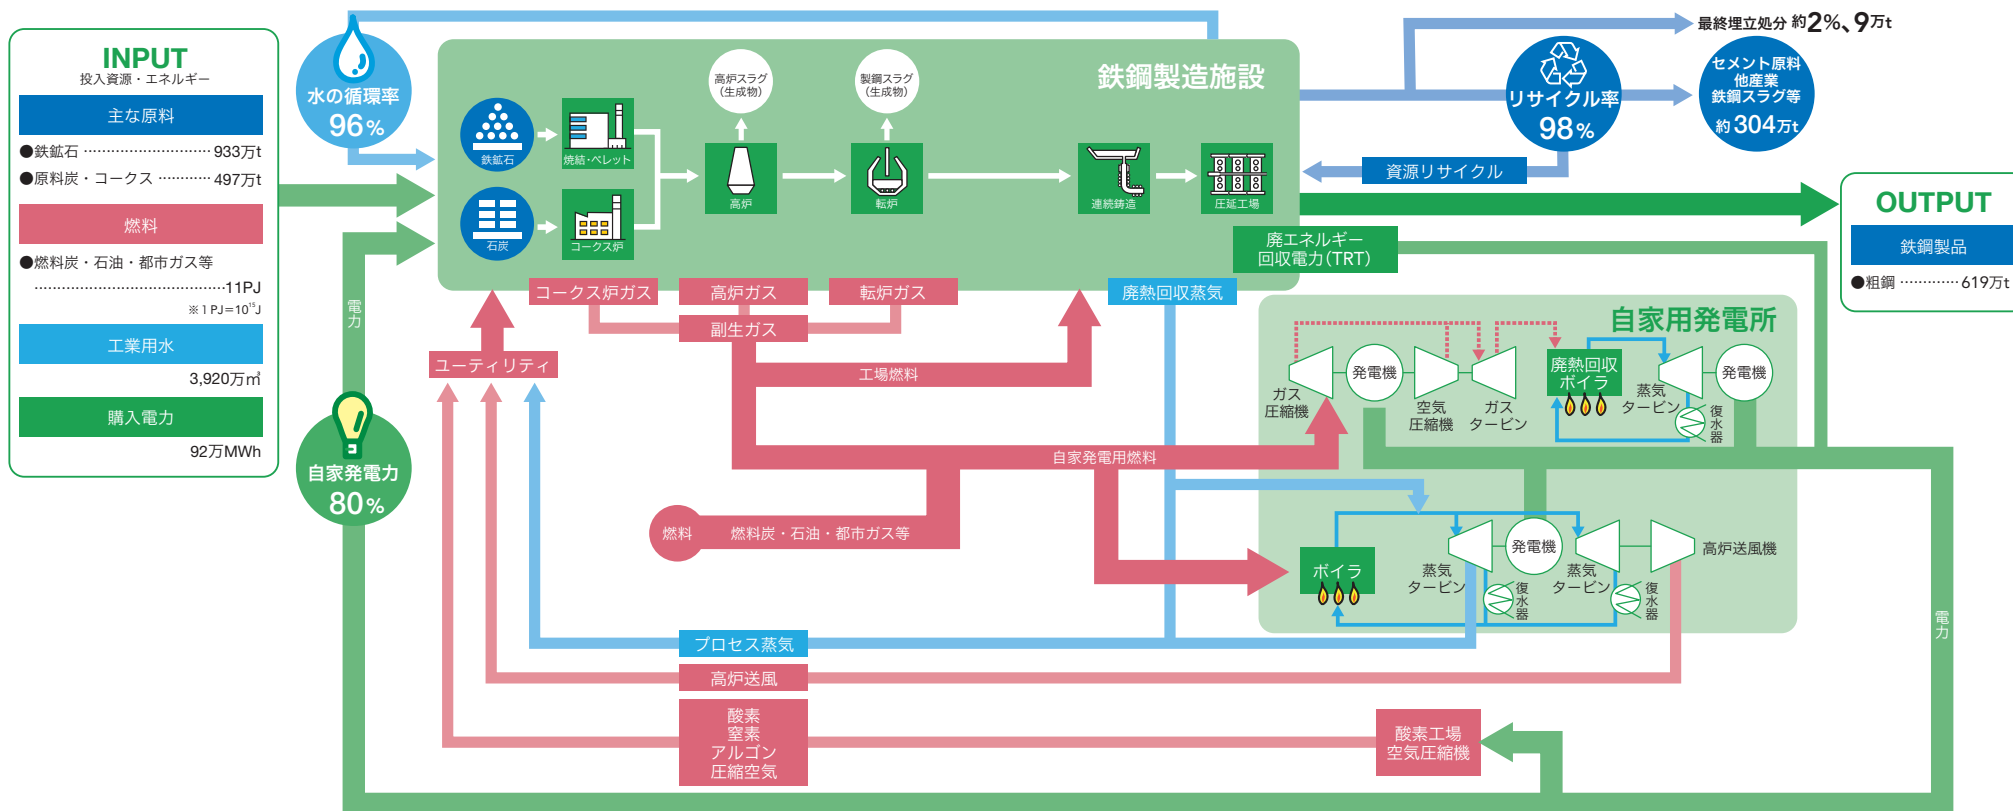 INPUT
投入資源・エネルギー
主な原料
●鉄鉱石 ………………………… 933万t
●原料炭・コークス ………… 497万t
燃料
●燃料炭・石油・都市ガス等
……………………………………11PJ
※1 PJ=10¹⁵J
工業用水
3,920万㎥
購入電力
92万MWh
水の循環率
96%
電力
自家発電力
80%
鉄鋼製造施設
高炉スラグ
(生成物)
製鋼スラグ
(生成物)
鉄鉱石
焼結・ペレット
石炭
コークス炉
高炉
転炉
連続鋳造
圧延工場
最終埋立処分 約2%、9万t
リサイクル率
98%
セメント原料
他産業
鉄鋼スラグ等
約304万t
資源リサイクル
OUTPUT
鉄鋼製品
●粗鋼 ………… 619万t
廃エネルギー
回収電力(TRT)
コークス炉ガス
高炉ガス
転炉ガス
廃熱回収蒸気
副生ガス
ユーティリティ
工場燃料
自家発電用燃料
燃料
燃料炭・石油・都市ガス等
自家用発電所
ガス
圧縮機
発電機
空気
圧縮機
ガス
タービン
廃熱回収
ボイラ
蒸気
タービン
発電機
復水器
ボイラ
蒸気
タービン
発電機
復水器
蒸気
タービン
復水器
高炉送風機
電力
プロセス蒸気
高炉送風
酸素
窒素
アルゴン
圧縮空気
酸素工場
空気圧縮機